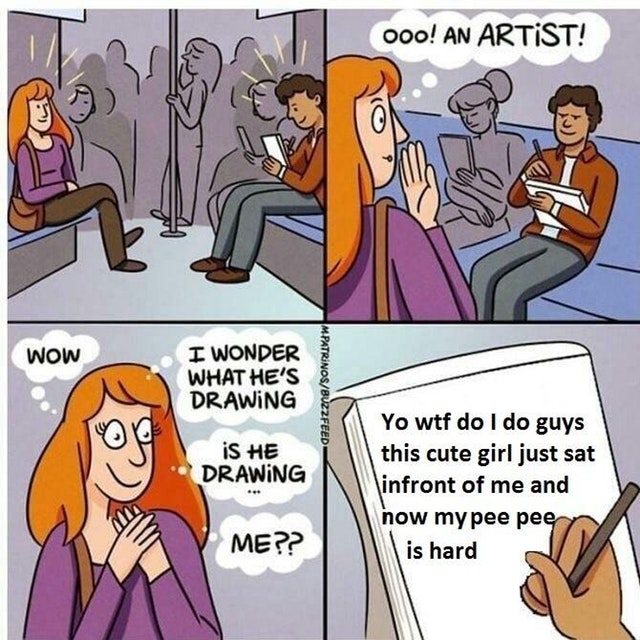 OOO! AN ARTiST!
WOW
I WONDER
WHAT HE'S
DRAWiNG
iS HE
DRAWiNG
...
ME??
M.PATRINOS/BUZZFEED
Yo wtf do I do guys
this cute girl just sat
infront of me and
now my pee pee
is hard